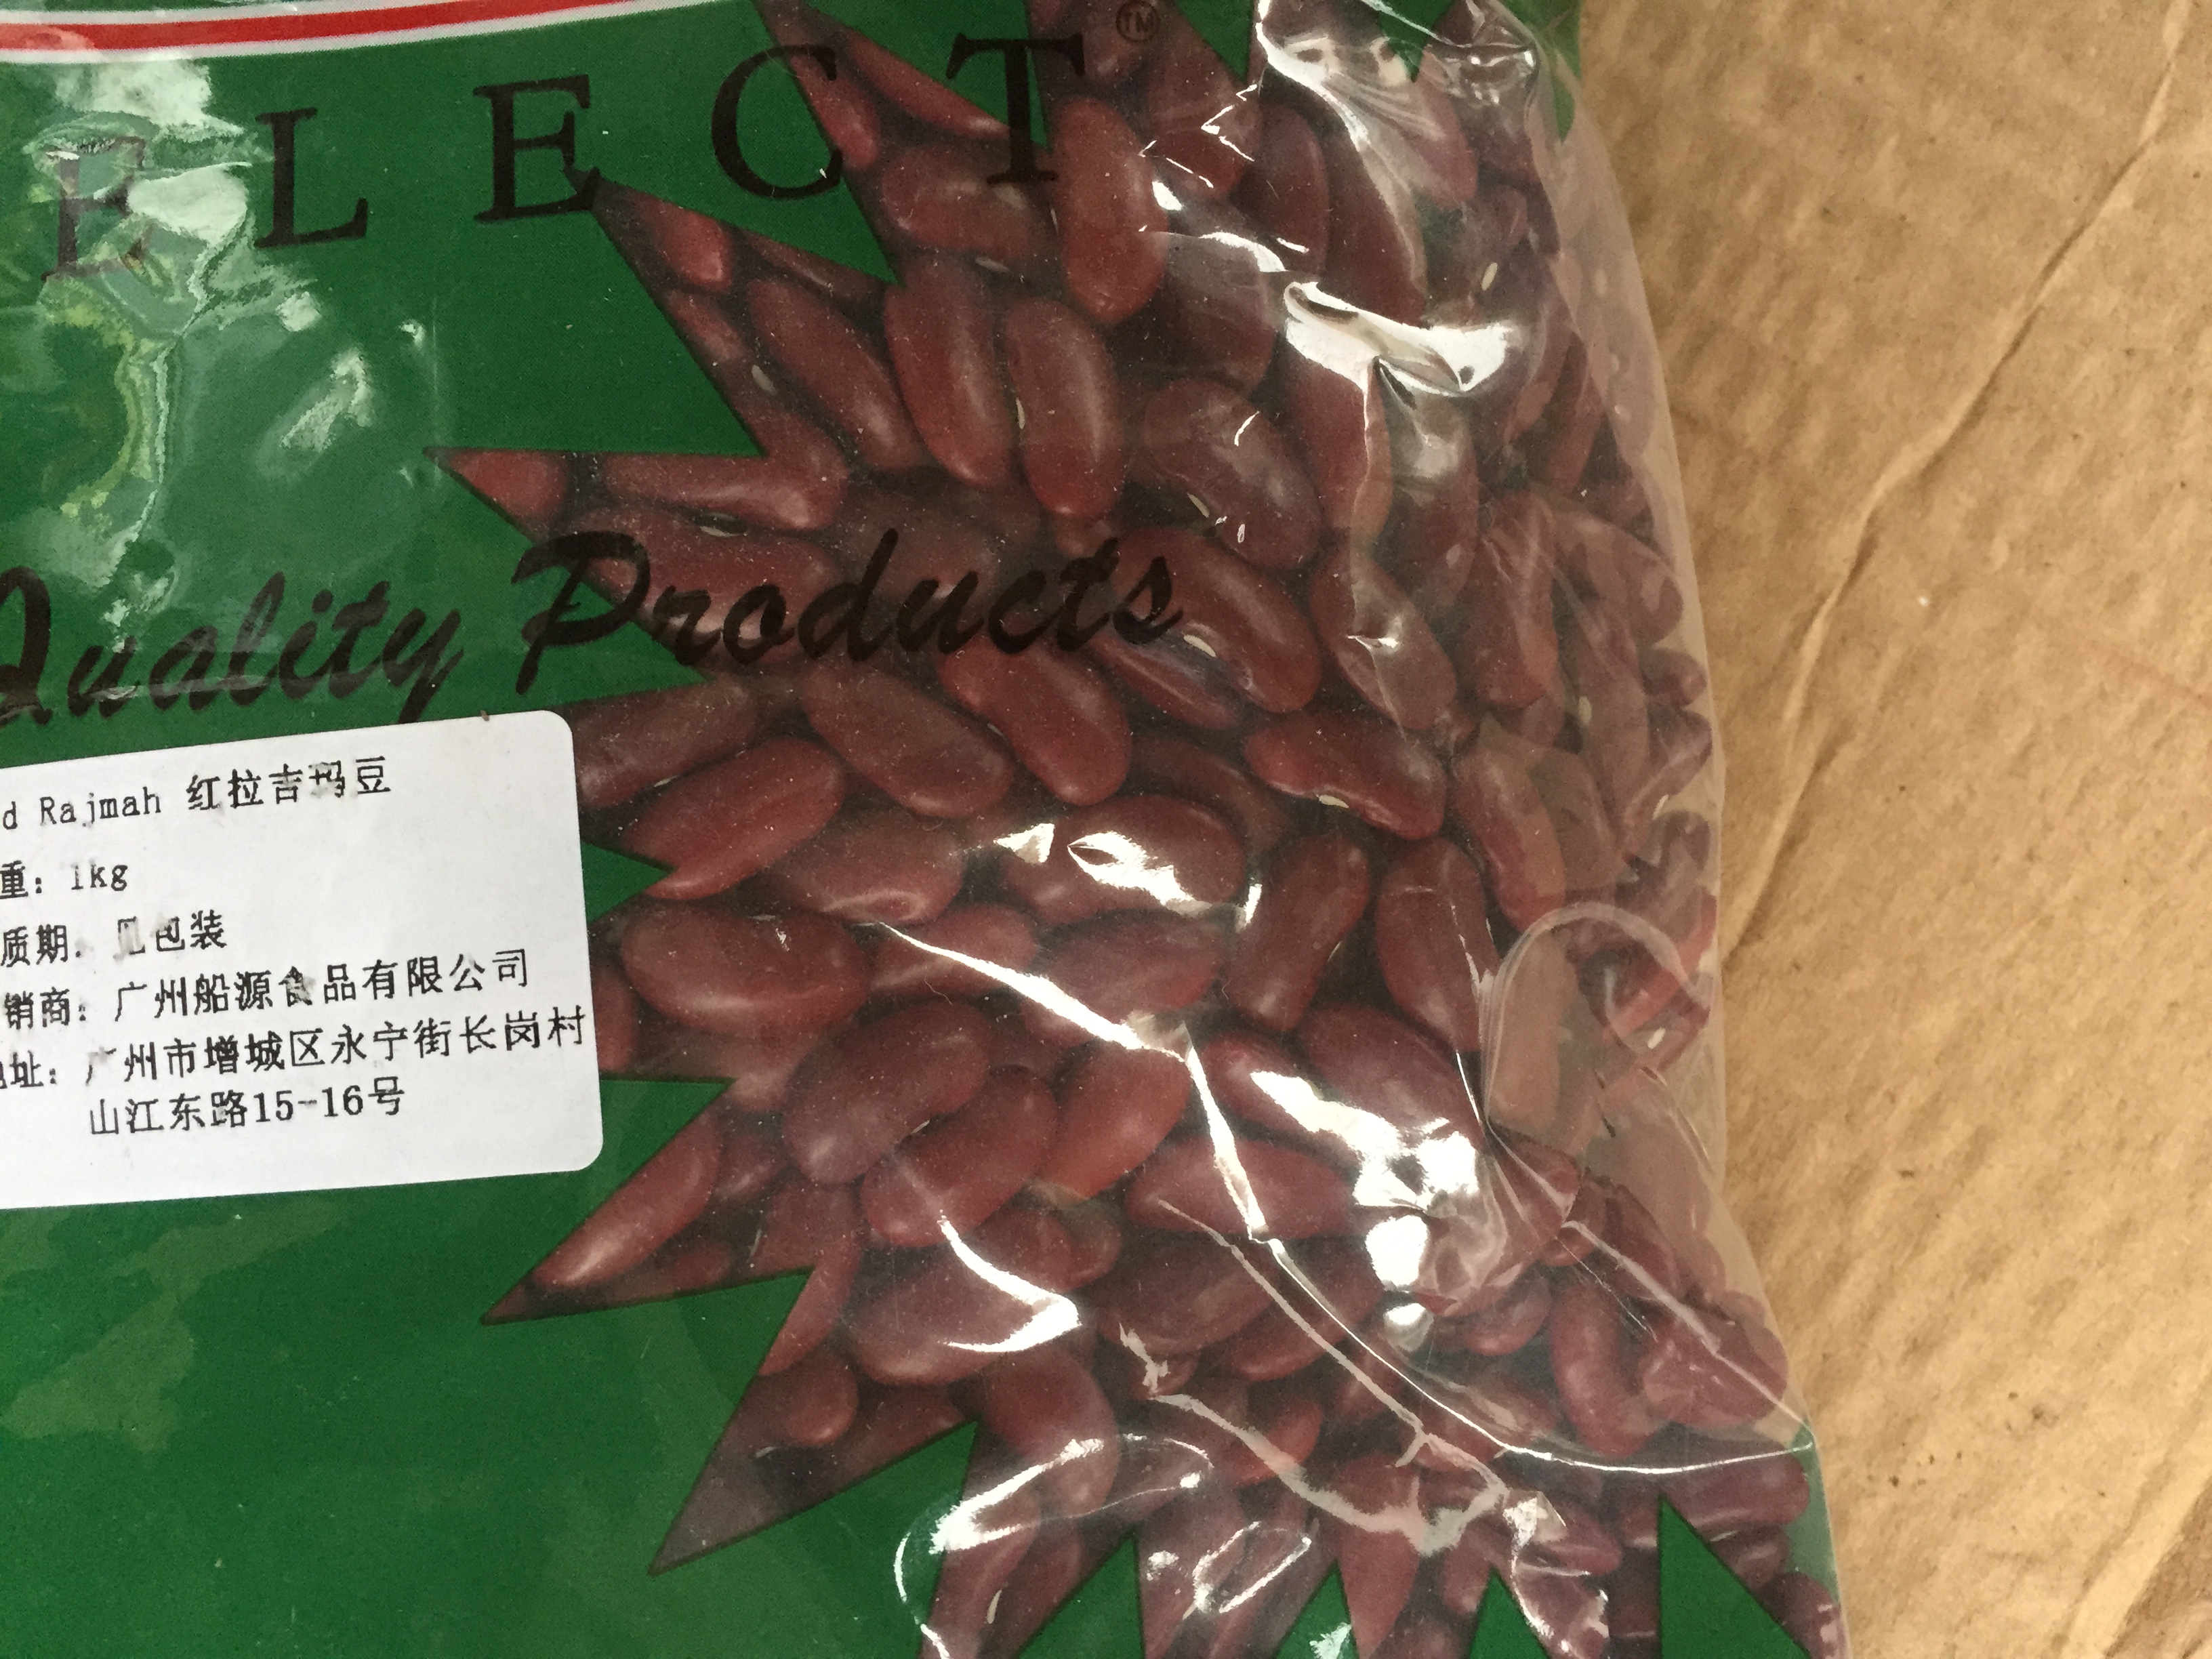 ELECT™
Quality Products
d Rajmah 红拉吉玛豆
重: 1kg
质期. 见包装
销商: 广州船源食品有限公司
地址: 广州市增城区永宁街长岗村
山江东路15-16号